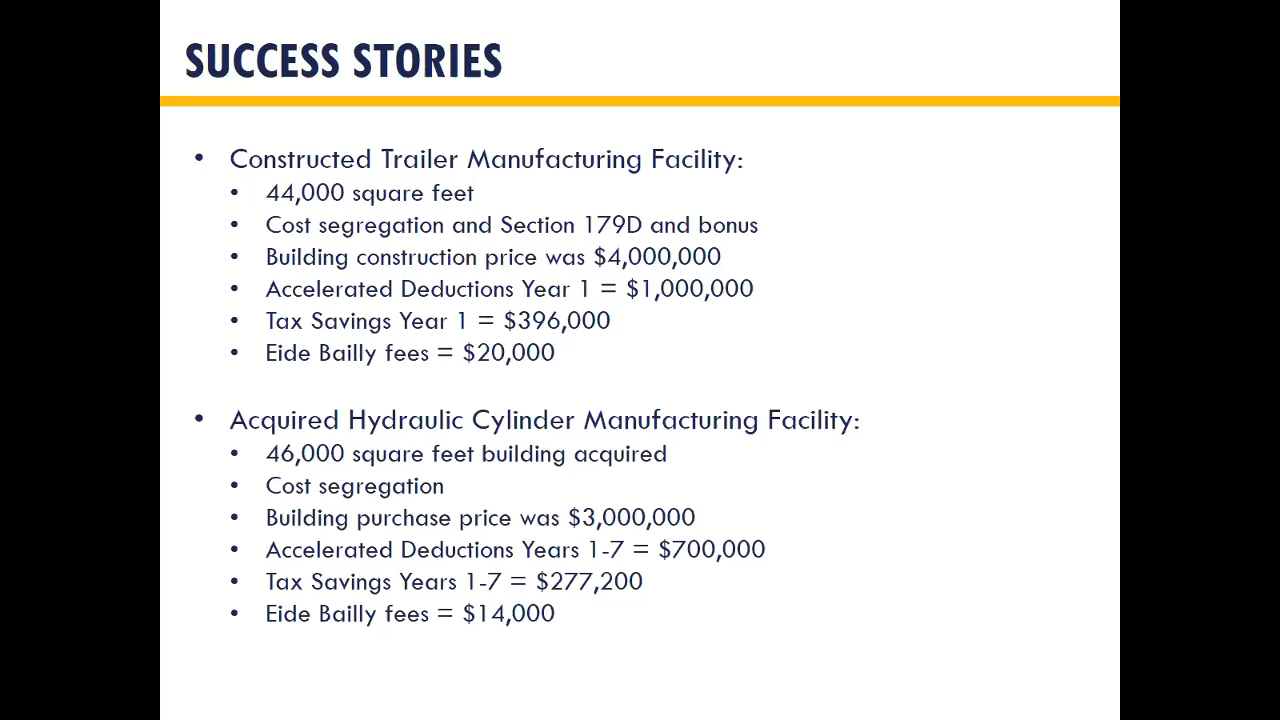 SUCCESS STORIES
• Constructed Trailer Manufacturing Facility:
• 44,000 square feet
• Cost segregation and Section 179D and bonus
• Building construction price was $4,000,000
• Accelerated Deductions Year 1 = $1,000,000
• Tax Savings Year 1 = $396,000
• Eide Bailly fees = $20,000
• Acquired Hydraulic Cylinder Manufacturing Facility:
• 46,000 square feet building acquired
• Cost segregation
• Building purchase price was $3,000,000
• Accelerated Deductions Years 1-7 = $700,000
• Tax Savings Years 1-7 = $277,200
• Eide Bailly fees = $14,000